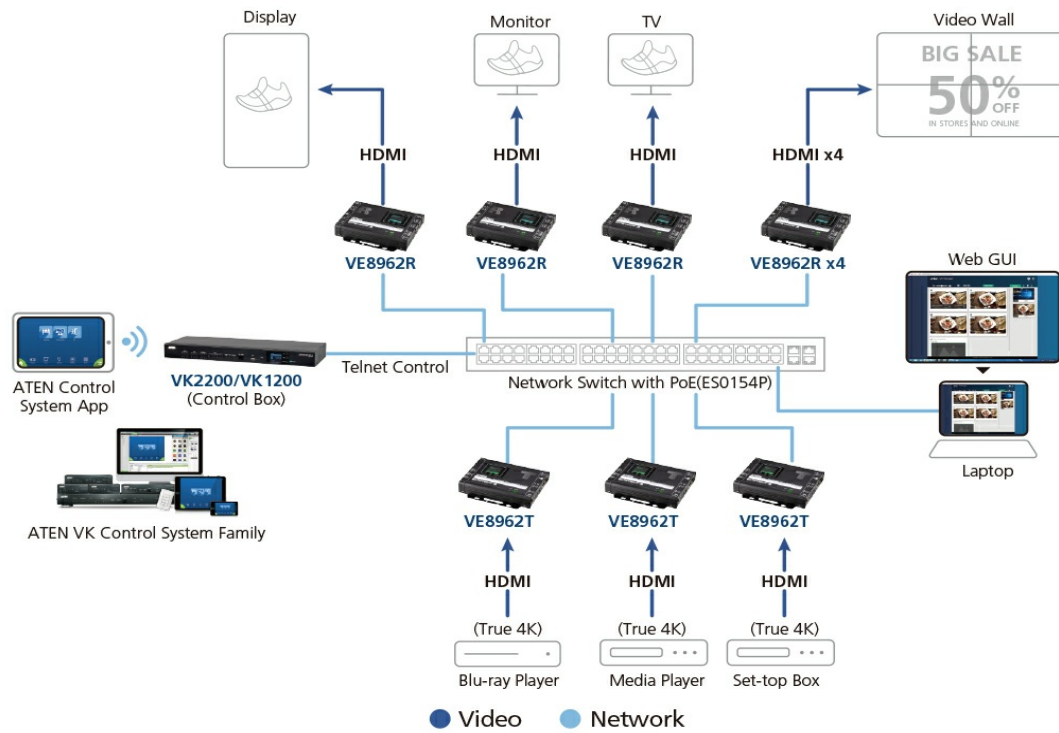 Display
Monitor
TV
Video Wall
BIG SALE
50% OFF
IN STORES AND ONLINE
HDMI
HDMI
HDMI
HDMI x4
VE8962R
VE8962R
VE8962R
VE8962R x4
Web GUI
ATEN Control
System App
VK2200/VK1200
(Control Box)
Telnet Control
Network Switch with PoE(ES0154P)
Laptop
ATEN VK Control System Family
VE8962T
VE8962T
VE8962T
HDMI
HDMI
HDMI
(True 4K)
(True 4K)
(True 4K)
Blu-ray Player
Media Player
Set-top Box
Video
Network